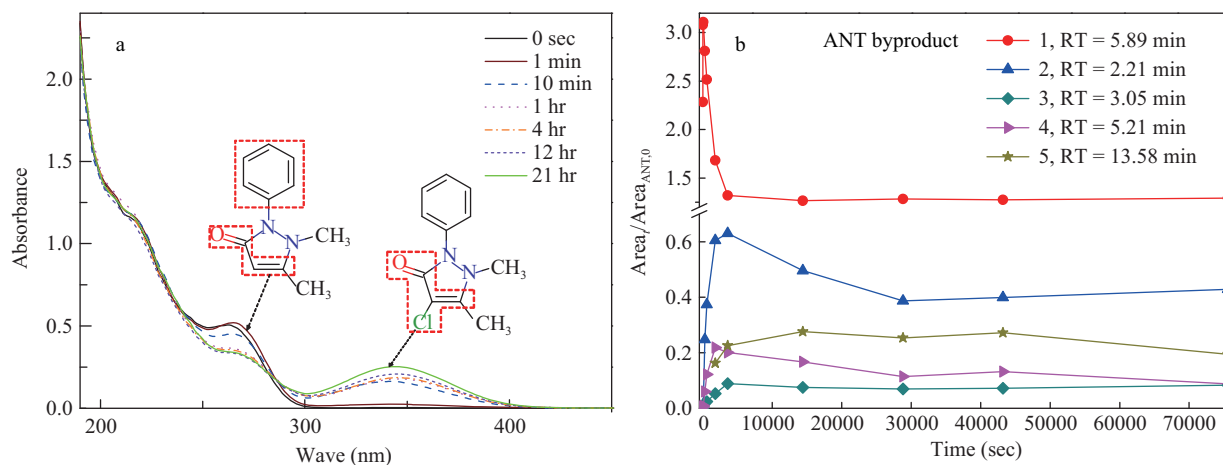 a
0 sec
1 min
10 min
1 hr
4 hr
12 hr
21 hr
2.0
1.5
1.0
0.5
0.0
Absorbance
200
300
400
Wave (nm)
O
N
N
CH3
CH3
O
N
N
CH3
Cl
CH3
b
ANT byproduct
1, RT = 5.89 min
2, RT = 2.21 min
3, RT = 3.05 min
4, RT = 5.21 min
5, RT = 13.58 min
3.0
2.5
2.0
1.5
0.6
0.4
0.2
0.0
Area_i/Area_ANT,0
0
10000
20000
30000
40000
50000
60000
70000
Time (sec)